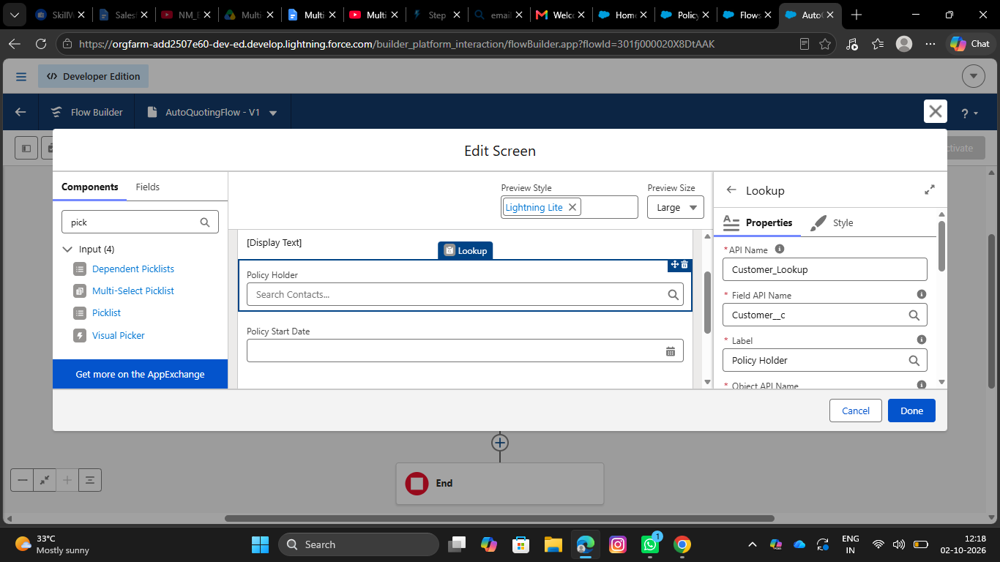 SkillW
Sales
NM_E
Multi-
Multi
Multi
Step
email
Welco
Home
Policy
Flows
Auto
https://orgfarm-add2507e60-dev-ed.develop.lightning.force.com/builder_platform_interaction/flowBuilder.app?flowId=301fj000020X8DtAAK
Chat
Developer Edition
Flow Builder
AutoQuotingFlow - V1
?
ctivate
Edit Screen
Components
Fields
pick
Input (4)
Dependent Picklists
Multi-Select Picklist
Picklist
Visual Picker
Get more on the AppExchange
Preview Style
Lightning Lite
Preview Size
Large
[Display Text]
Lookup
Policy Holder
Search Contacts...
Policy Start Date
Lookup
Properties
Style
* API Name
Customer_Lookup
* Field API Name
Customer__c
* Label
Policy Holder
* Object API Name
Cancel
Done
End
33°C
Mostly sunny
Search
1
ENG
IN
12:18
02-10-2026